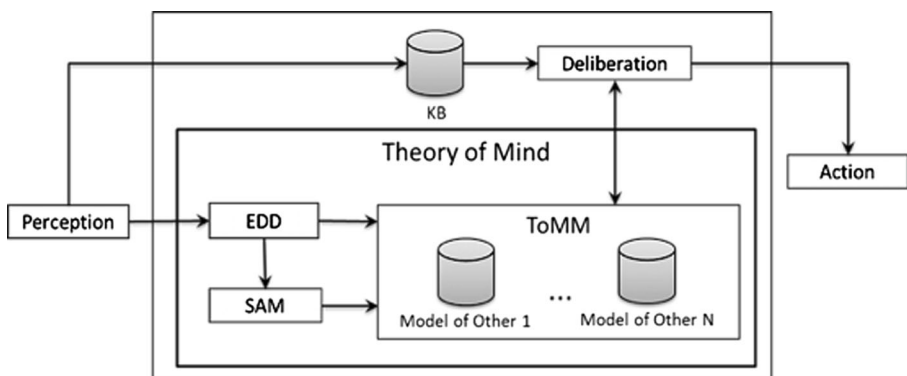 Deliberation
KB
Theory of Mind
Action
Perception
EDD
ToMM
SAM
...
Model of Other 1
Model of Other N